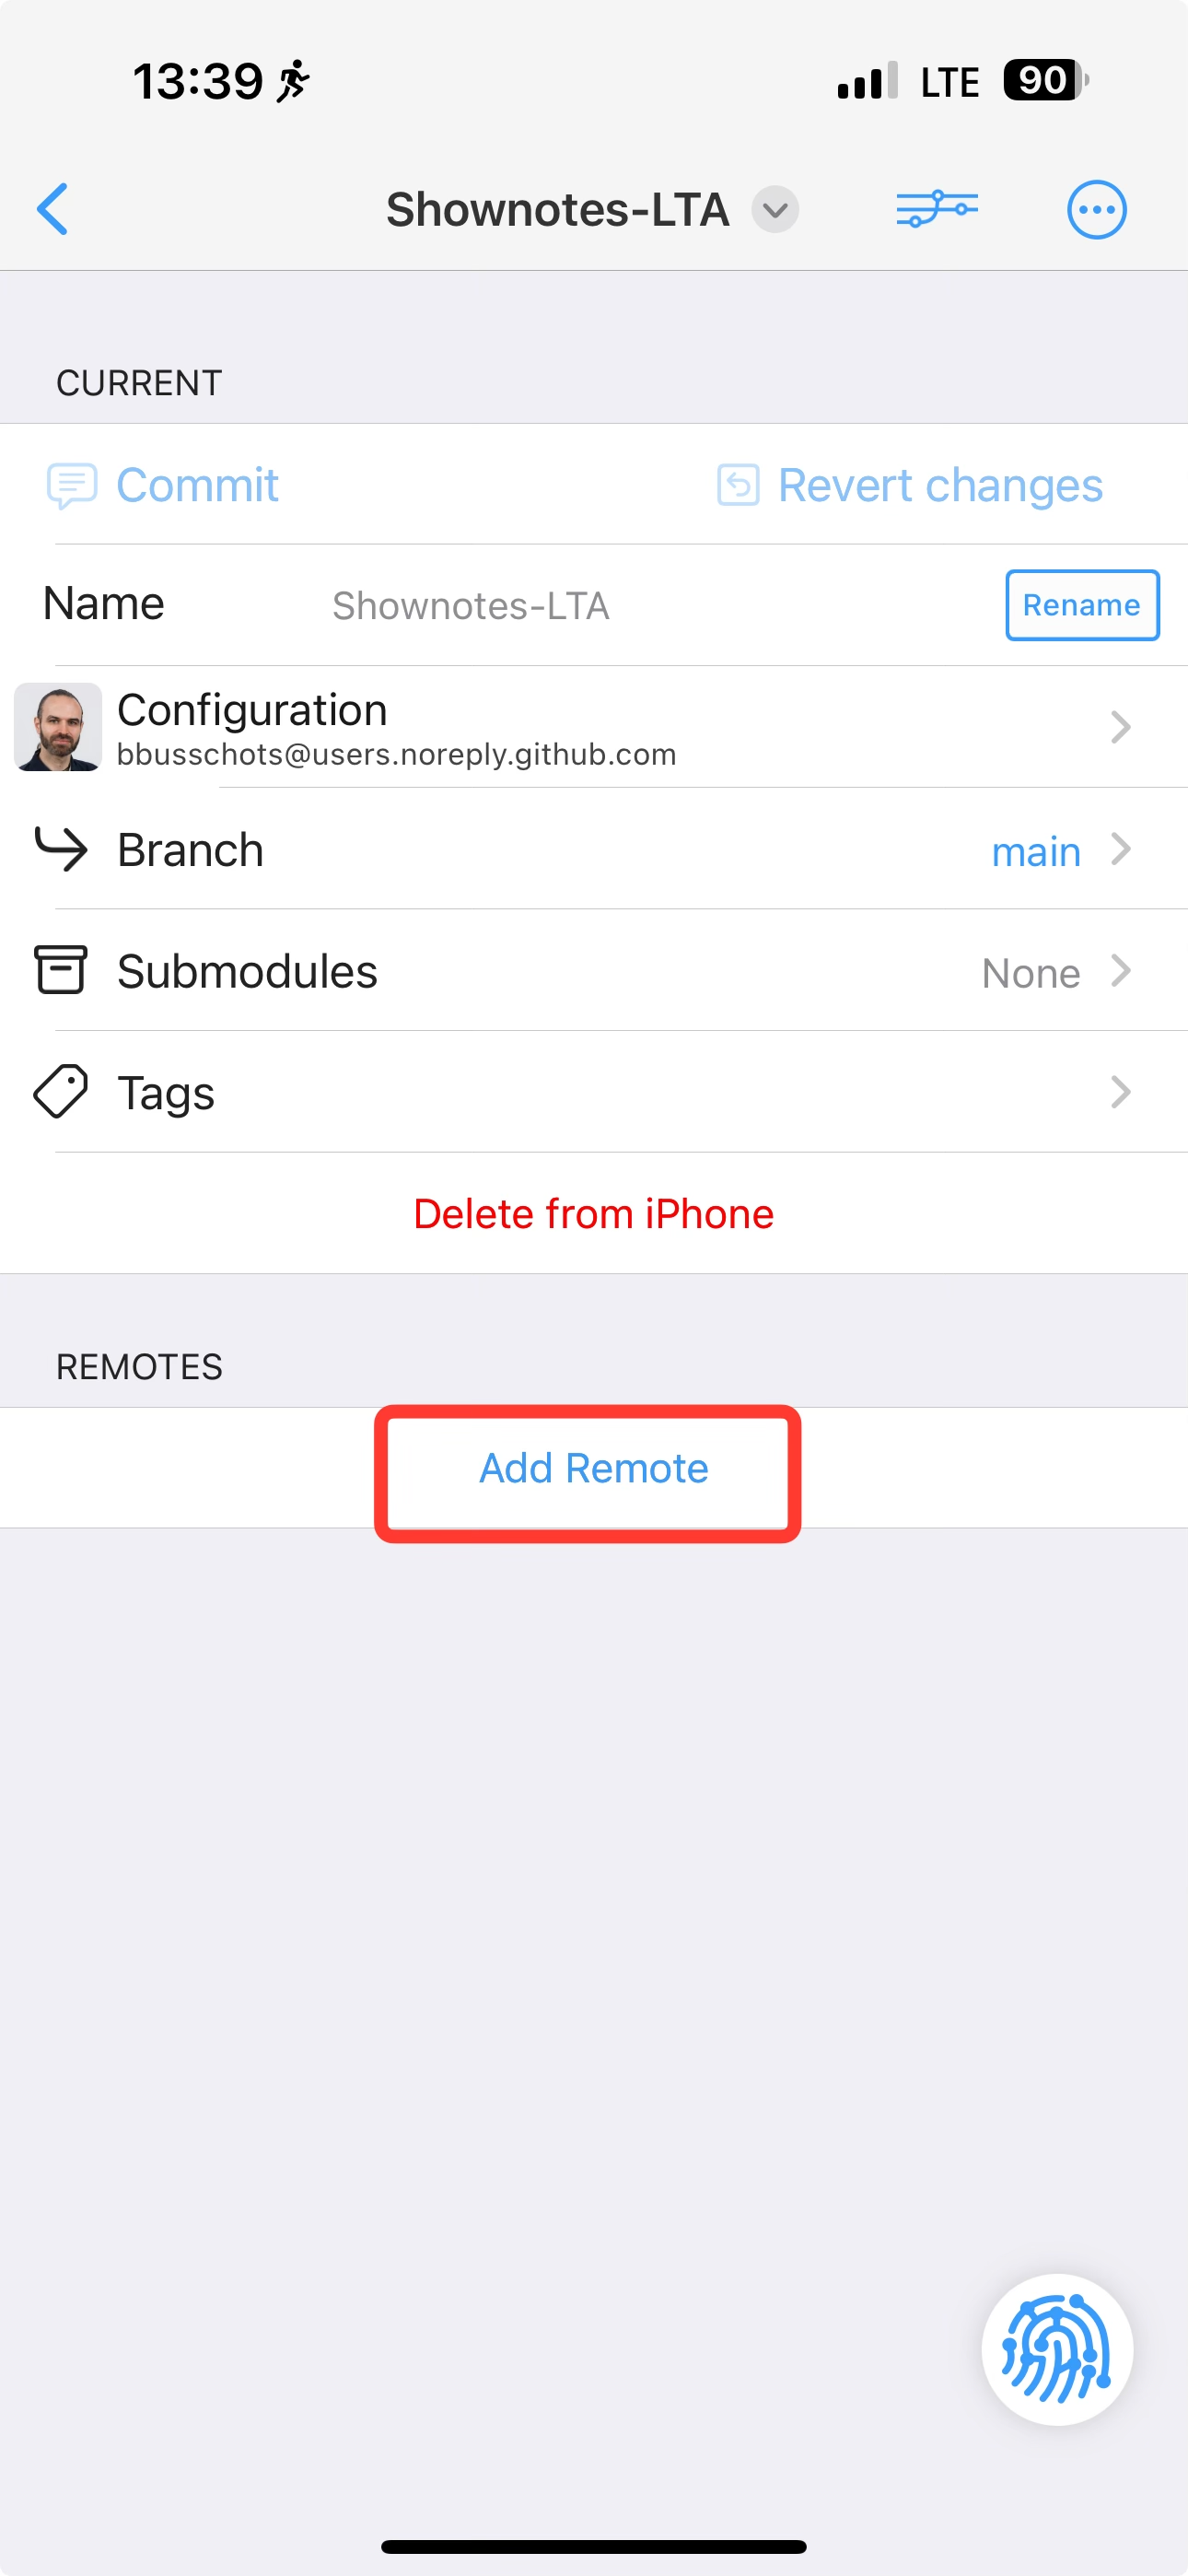 13:39 LTE 90
Shownotes-LTA
CURRENT
Commit Revert changes
Name Shownotes-LTA Rename
Configuration
bbusschots@users.noreply.github.com
Branch main
Submodules None
Tags
Delete from iPhone
REMOTES
Add Remote